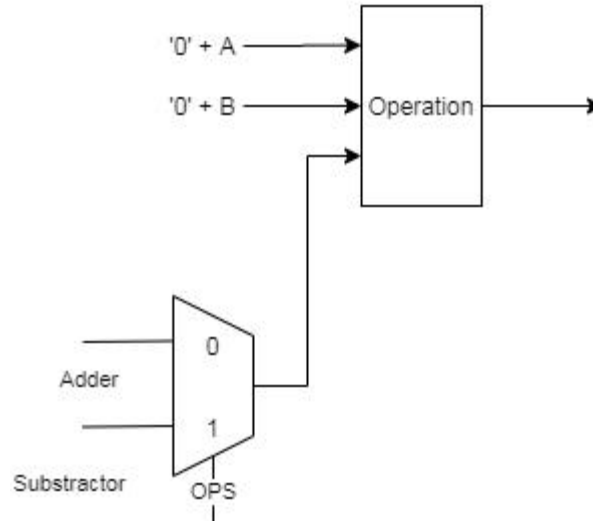 '0' + A
'0' + B
Operation
0
Adder
1
Substractor
OPS